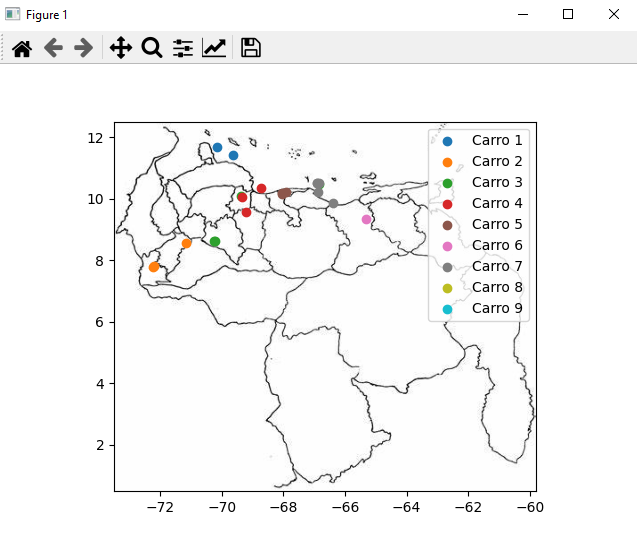 Figure 1
12
10
8
6
4
2
−72
−70
−68
−66
−64
−62
−60
Carro 1
Carro 2
Carro 3
Carro 4
Carro 5
Carro 6
Carro 7
Carro 8
Carro 9